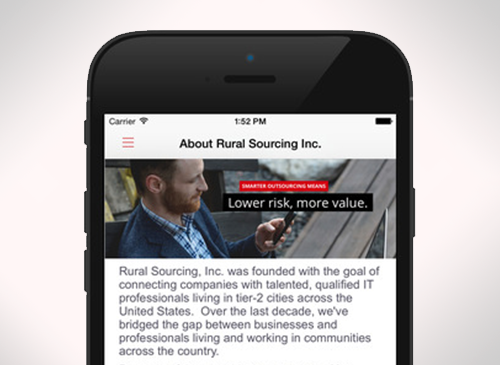 Carrier 1:52 PM
About Rural Sourcing Inc.
SMARTER OUTSOURCING MEANS
Lower risk, more value.
Rural Sourcing, Inc. was founded with the goal of
connecting companies with talented, qualified IT
professionals living in tier-2 cities across the
United States.  Over the last decade, we've
bridged the gap between businesses and
professionals living and working in communities
across the country.